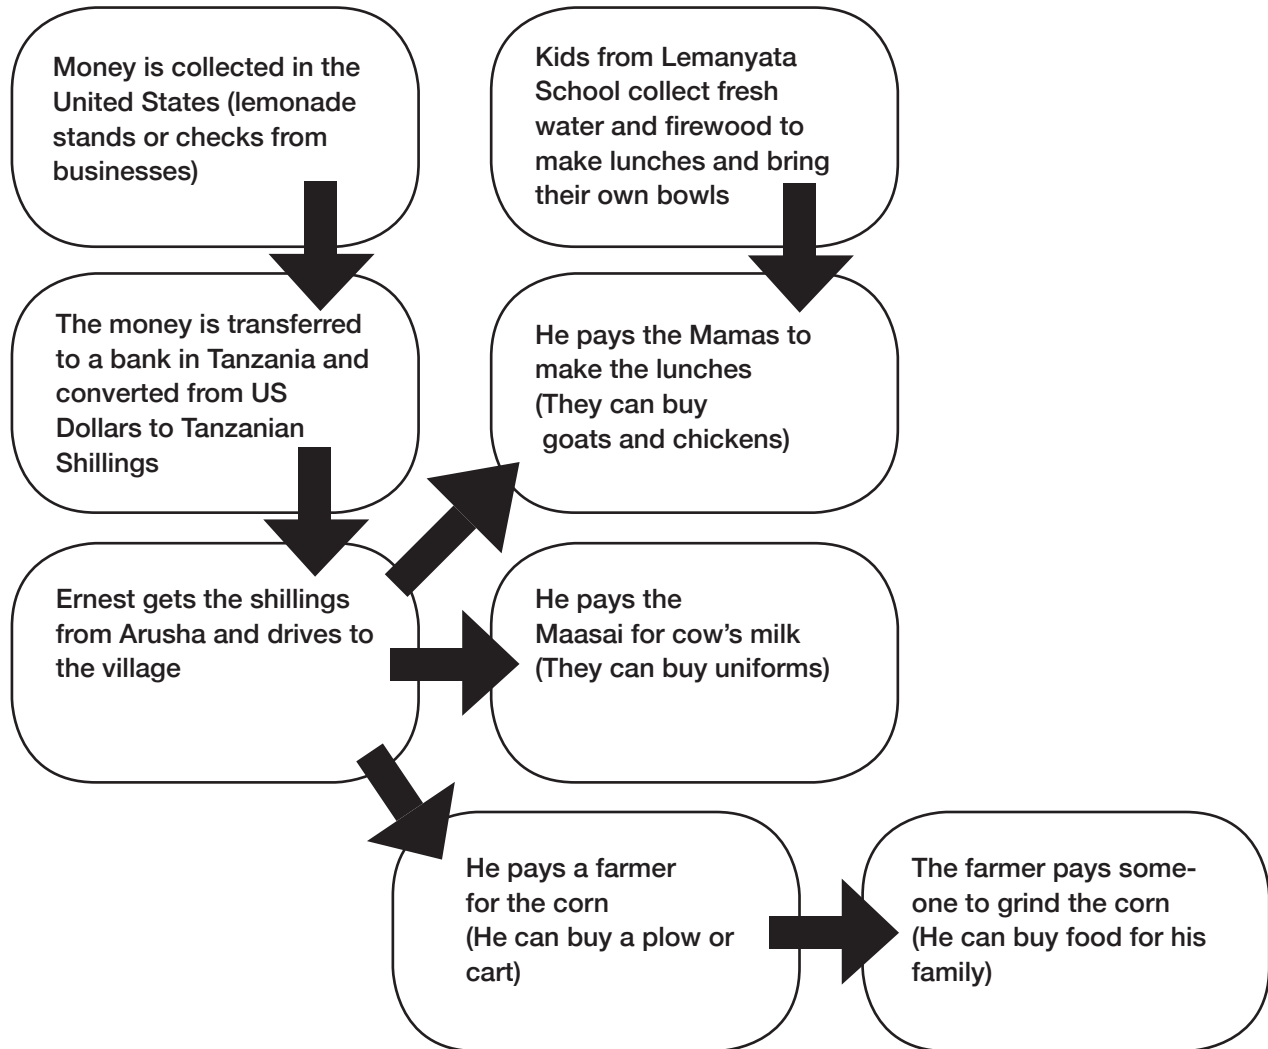 Money is collected in the
United States (lemonade
stands or checks from
businesses)
Kids from Lemanyata
School collect fresh
water and firewood to
make lunches and bring
their own bowls
The money is transferred
to a bank in Tanzania and
converted from US
Dollars to Tanzanian
Shillings
He pays the Mamas to
make the lunches
(They can buy
goats and chickens)
Ernest gets the shillings
from Arusha and drives to
the village
He pays the
Maasai for cow's milk
(They can buy uniforms)
He pays a farmer
for the corn
(He can buy a plow or
cart)
The farmer pays some-
one to grind the corn
(He can buy food for his
family)